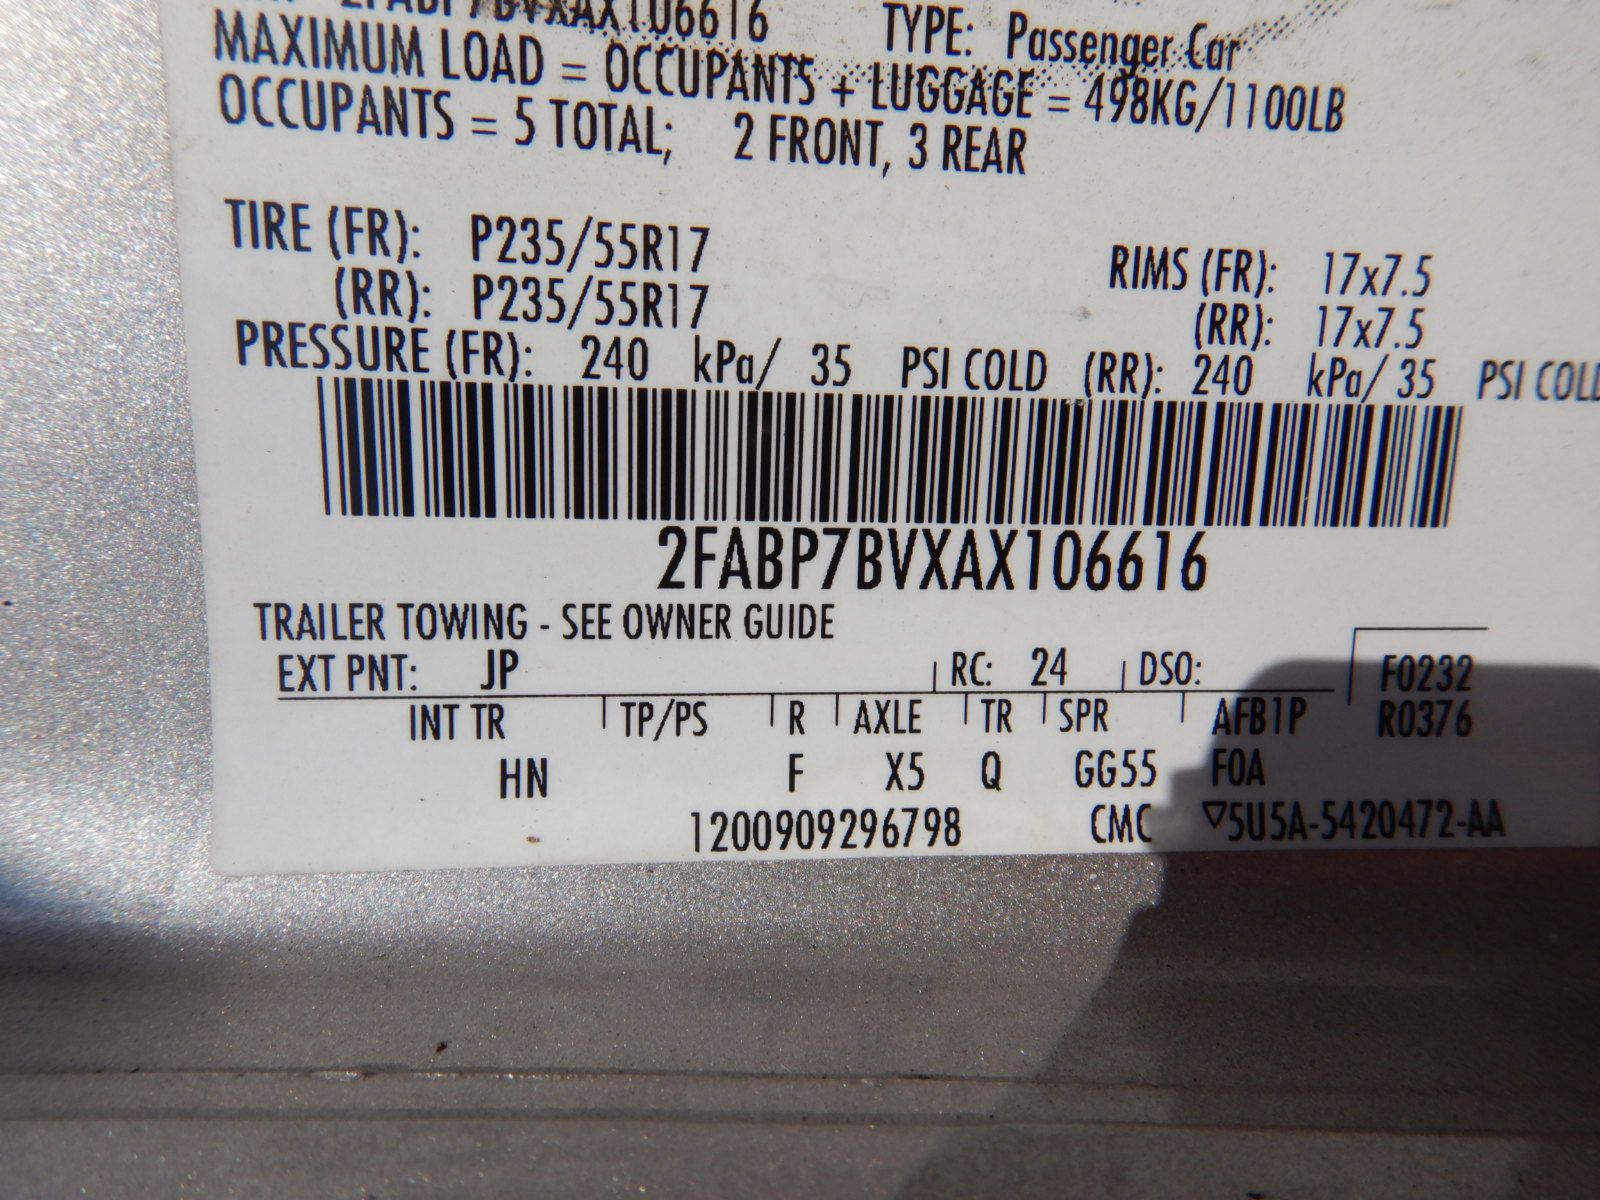 2FABP7BVXAX106616 TYPE: Passenger Car
MAXIMUM LOAD = OCCUPANTS + LUGGAGE = 498KG/1100LB
OCCUPANTS = 5 TOTAL; 2 FRONT, 3 REAR
TIRE (FR): P235/55R17 RIMS (FR): 17x7.5
(RR): P235/55R17 (RR): 17x7.5
PRESSURE (FR): 240 kPa/ 35 PSI COLD (RR): 240 kPa/ 35 PSI COLD
2FABP7BVXAX106616
TRAILER TOWING - SEE OWNER GUIDE
EXT PNT: JP RC: 24 DSO: F0232
INT TR TP/PS R AXLE TR SPR AFB1P R0376
HN F X5 Q GG55 F0A
1200909296798 CMC ▽5U5A-5420472-AA